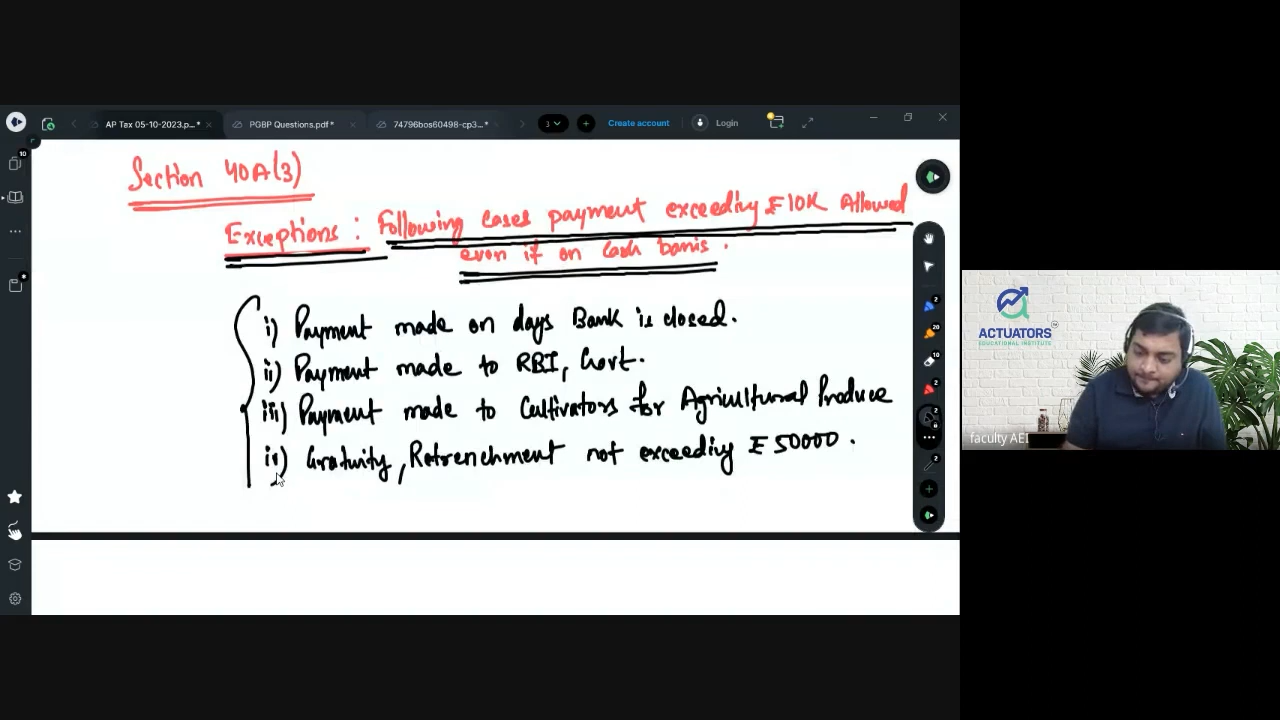 AP Tax 05-10-2023.p...*
PGBP Questions.pdf*
74796bos60498-cp3...*
3
Create account
Login
Section 40A(3)
Exceptions : Following cases payment exceeding ₹10K Allowed
even if on cash basis.
i) Payment made on days Bank is closed.
ii) Payment made to RBI, Govt.
iii) Payment made to Cultivators for Agricultural Produce
iv) Gratuity, Retrenchment not exceeding ₹50000.
ACTUATORS
EDUCATIONAL INSTITUTE
faculty AEI